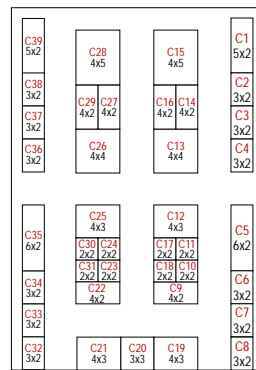 C39
5x2
C38
3x2
C37
3x2
C36
3x2
C28
4x5
C29 C27
4x2 4x2
C26
4x4
C15
4x5
C16 C14
4x2 4x2
C13
4x4
C1
5x2
C2
3x2
C3
3x2
C4
3x2
C35
6x2
C34
3x2
C33
3x2
C32
3x2
C25
4x3
C30 C24
2x2 2x2
C31 C23
2x2 2x2
C22
4x2
C12
4x3
C17 C11
2x2 2x2
C18 C10
2x2 2x2
C9
4x2
C5
6x2
C6
3x2
C7
3x2
C8
3x2
C21 C20 C19
4x3 3x3 4x3